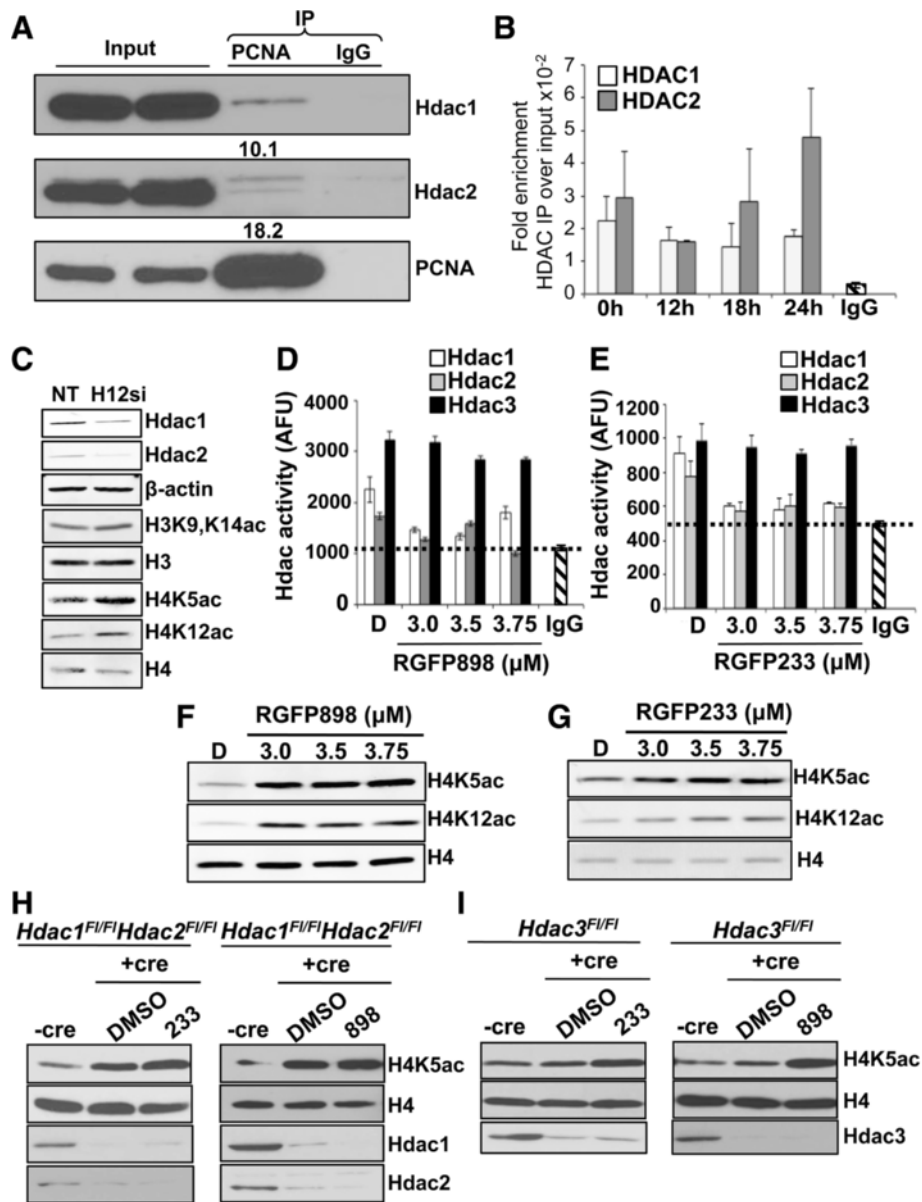 A
Input
IP
PCNA IgG
Hdac1
10.1
Hdac2
18.2
PCNA
B
Fold enrichment
HDAC IP over input x10-2
HDAC1
HDAC2
7
6
5
4
3
2
1
0
0h 12h 18h 24h IgG
C
NT H12si
Hdac1
Hdac2
β-actin
H3K9,K14ac
H3
H4K5ac
H4K12ac
H4
D
Hdac1
Hdac2
Hdac3
Hdac activity (AFU)
4000
3000
2000
1000
0
D 3.0 3.5 3.75 IgG
RGFP898 (μM)
E
Hdac1
Hdac2
Hdac3
Hdac activity (AFU)
1000
800
600
400
200
0
D 3.0 3.5 3.75 IgG
RGFP233 (μM)
F
RGFP898 (μM)
D 3.0 3.5 3.75
H4K5ac
H4K12ac
H4
G
RGFP233 (μM)
D 3.0 3.5 3.75
H4K5ac
H4K12ac
H4
H
Hdac1Fl/Fl Hdac2Fl/Fl Hdac1Fl/Fl Hdac2Fl/Fl
+cre +cre
-cre DMSO 233 -cre DMSO 898
H4K5ac
H4
Hdac1
Hdac2
I
Hdac3Fl/Fl Hdac3Fl/Fl
+cre +cre
-cre DMSO 233 -cre DMSO 898
H4K5ac
H4
Hdac3